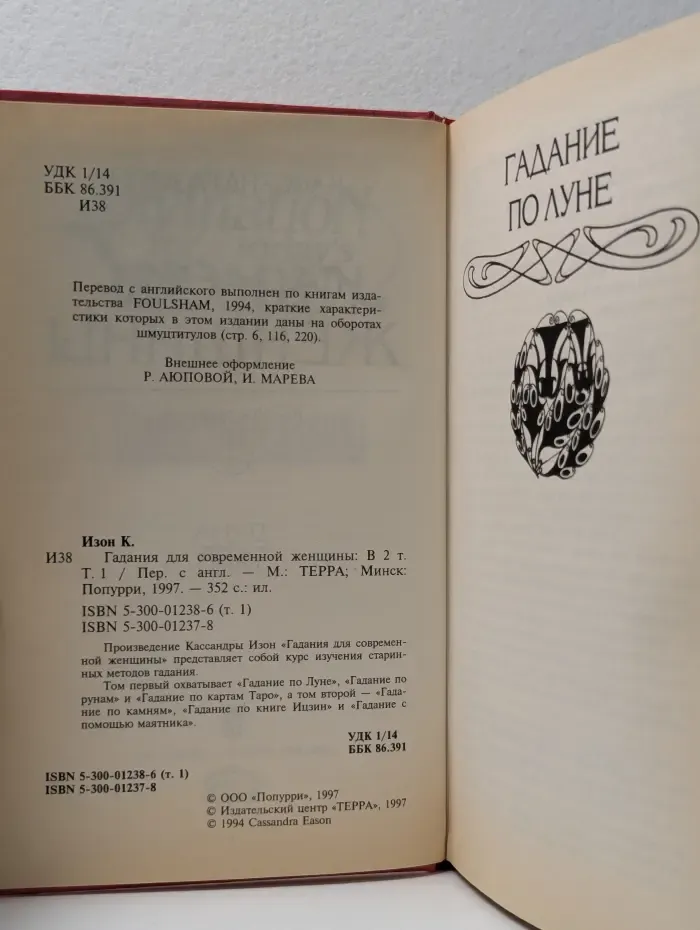 УДК 1/14
ББК 86.391
И38
Перевод с английского выполнен по книгам изда-
тельства FOULSHAM, 1994, краткие характери-
стики которых в этом издании даны на оборотах
шмуцтитулов (стр. 6, 116, 220).
Внешнее оформление
Р. АЮПОВОЙ, И. МАРЕВА
Изон К.
И38 Гадания для современной женщины: В 2 т.
Т. 1 / Пер. с англ. — М.: ТЕРРА; Минск:
Попурри, 1997. — 352 с.: ил.
ISBN 5-300-01238-6 (т. 1)
ISBN 5-300-01237-8
Произведение Кассандры Изон «Гадания для современ-
ной женщины» представляет собой курс изучения старин-
ных методов гадания.
Том первый охватывает «Гадание по Луне», «Гадание по
рунам» и «Гадание по картам Таро», а том второй — «Гада-
ние по камням», «Гадание по книге Ицзин» и «Гадание с
помощью маятника».
УДК 1/14
ББК 86.391
ISBN 5-300-01238-6 (т. 1)
ISBN 5-300-01237-8
© ООО «Попурри», 1997
© Издательский центр «ТЕРРА», 1997
© 1994 Cassandra Eason
ГАДАНИЕ
ПО ЛУНЕ